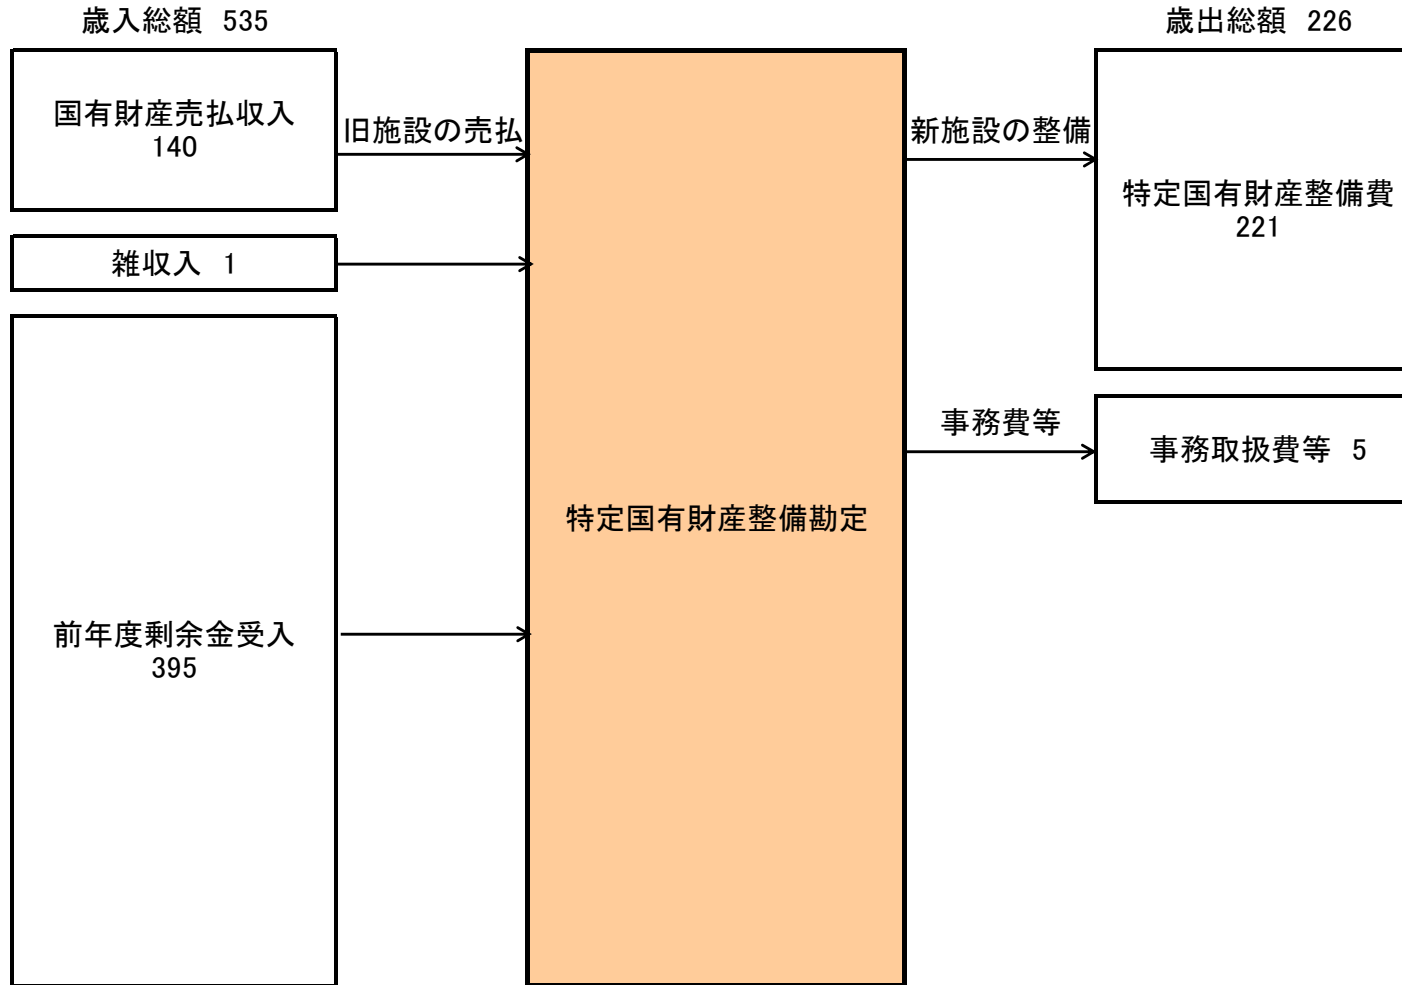 歳入総額 535
歳出総額 226
国有財産売払収入
140
旧施設の売払
新施設の整備
特定国有財産整備費
221
雑収入 1
事務費等
事務取扱費等 5
特定国有財産整備勘定
前年度剰余金受入
395